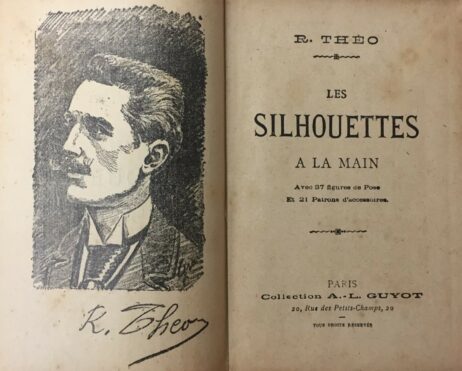 R. Theo
R. THÉO
LES
SILHOUETTES
A LA MAIN
Avec 37 figures de Pose
Et 21 Patrons d'accessoires.
PARIS
Collection A.-L. GUYOT
20, Rue des Petits-Champs, 20
TOUS DROITS RÉSERVÉS